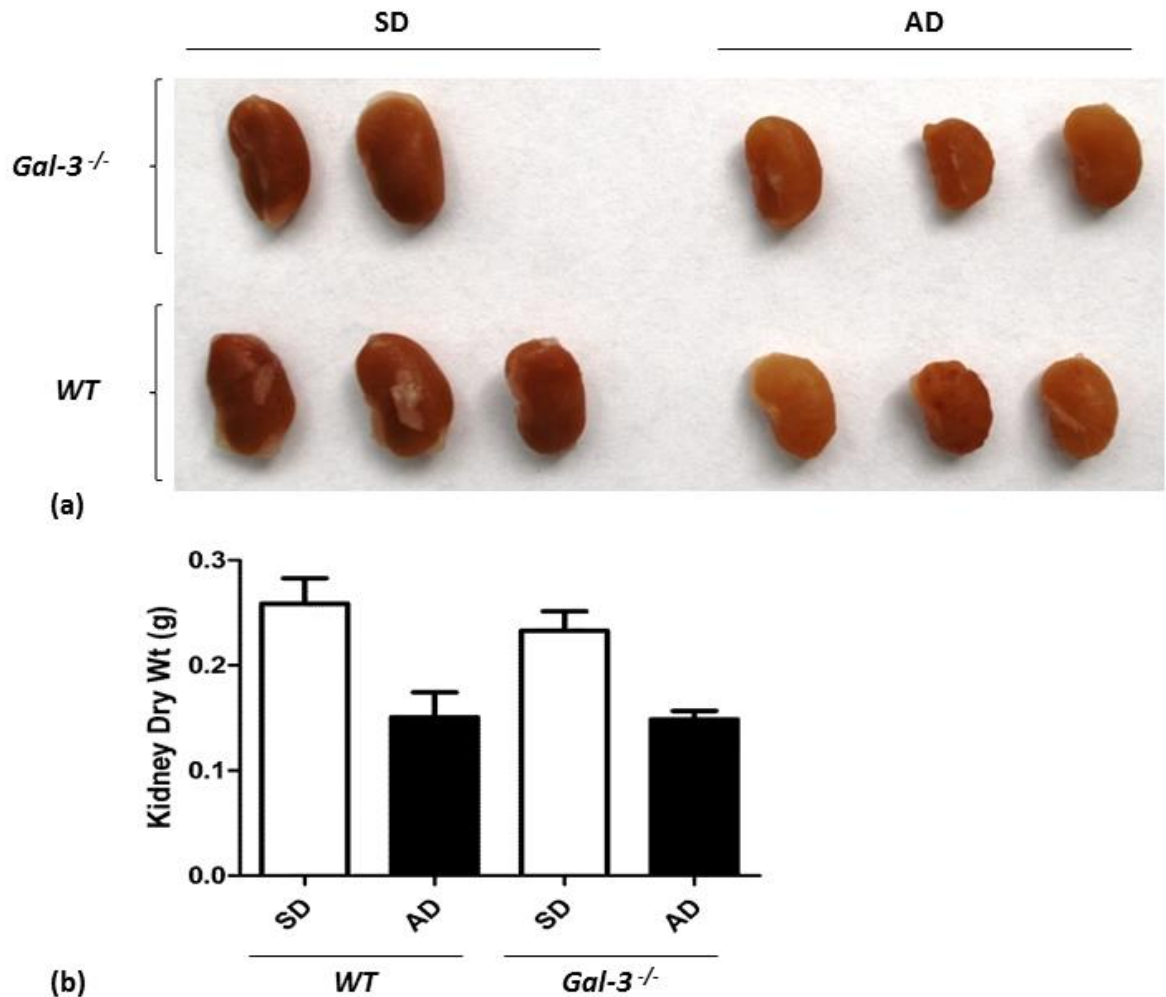 SD AD
Gal-3 -/-
WT
(a)
0.3
0.2
0.1
0.0
Kidney Dry Wt (g)
SD AD SD AD
WT Gal-3 -/-
(b)